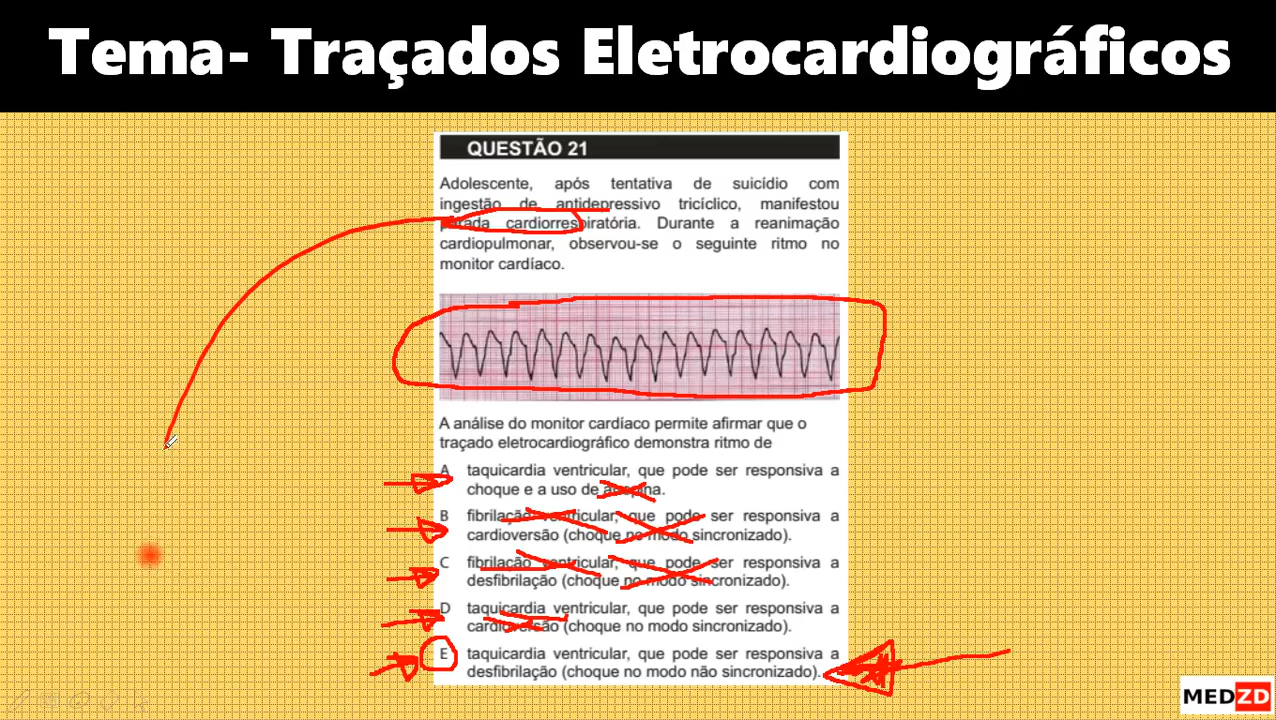 Tema- Traçados Eletrocardiográficos
QUESTÃO 21
Adolescente, após tentativa de suicídio com
ingestão de antidepressivo tricíclico, manifestou
parada cardiorrespiratória. Durante a reanimação
cardiopulmonar, observou-se o seguinte ritmo no
monitor cardíaco.
A análise do monitor cardíaco permite afirmar que o
traçado eletrocardiográfico demonstra ritmo de
A taquicardia ventricular, que pode ser responsiva a
choque e a uso de atropina.
B fibrilação ventricular, que pode ser responsiva a
cardioversão (choque no modo sincronizado).
C fibrilação ventricular, que pode ser responsiva a
desfibrilação (choque no modo sincronizado).
D taquicardia ventricular, que pode ser responsiva a
cardioversão (choque no modo sincronizado).
E taquicardia ventricular, que pode ser responsiva a
desfibrilação (choque no modo não sincronizado).
MEDZD